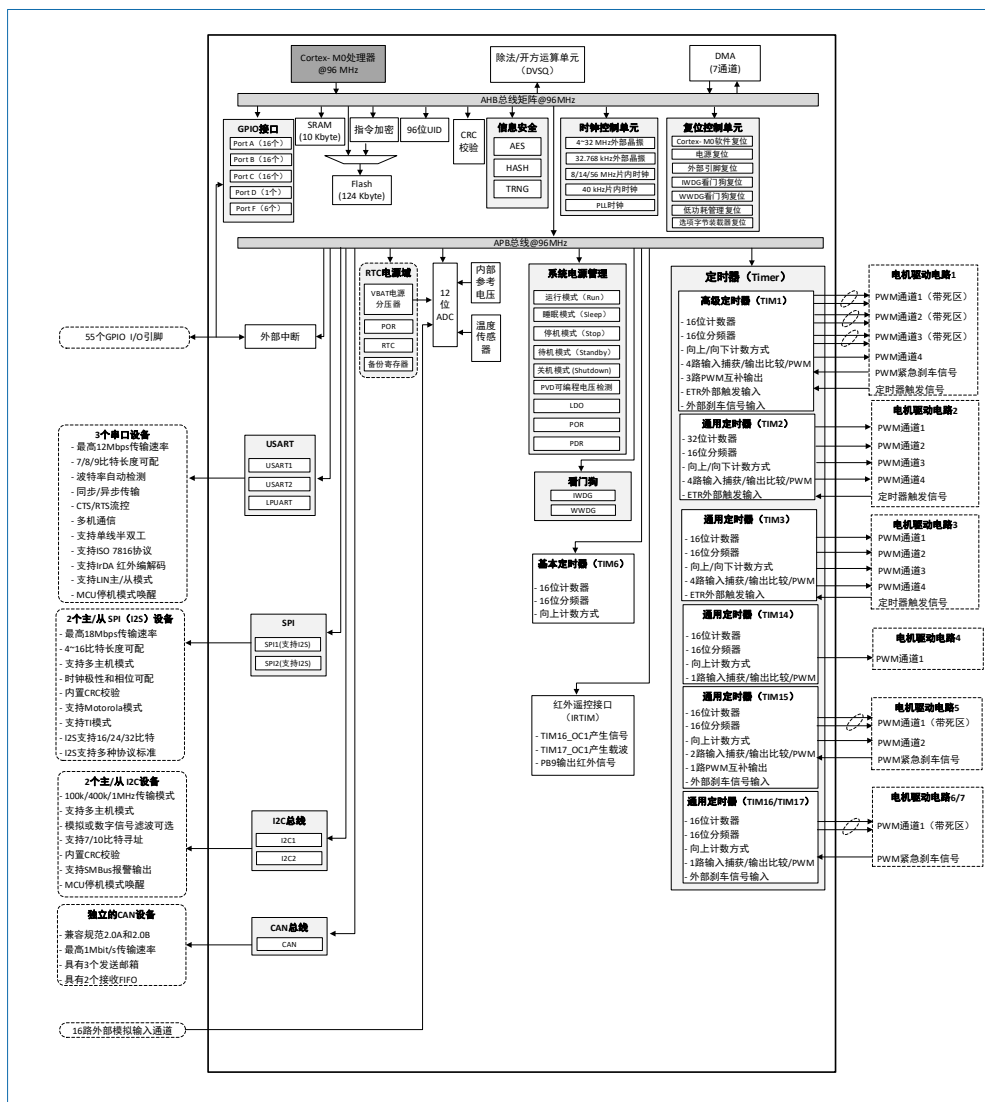 Cortex- M0处理器
@96 MHz
除法/开方运算单元
（DVSQ）
DMA
(7通道)
AHB总线矩阵@96MHz
GPIO接口
Port A（16个）
Port B（16个）
Port C（16个）
Port D（1个）
Port F（6个）
SRAM
(10 Kbyte)
指令加密
Flash
(124 Kbyte)
96位UID
CRC
校验
信息安全
AES
HASH
TRNG
时钟控制单元
4~32 MHz外部晶振
32.768 kHz外部晶振
8/14/56 MHz片内时钟
40 kHz片内时钟
PLL时钟
复位控制单元
Cortex- M0软件复位
电源复位
外部引脚复位
IWDG看门狗复位
WWDG看门狗复位
低功耗管理复位
选项字节装载器复位
APB总线@96MHz
55个GPIO I/O引脚
外部中断
RTC电源域
VBAT电源
分压器
POR
RTC
备份寄存器
12
位
ADC
内部
参考
电压
温度
传感
器
系统电源管理
运行模式（Run）
睡眠模式（Sleep）
停机模式（Stop）
待机模式（Standby）
关机模式 (Shutdown)
PVD可编程电压检测
LDO
POR
PDR
看门狗
IWDG
WWDG
基本定时器（TIM6）
- 16位计数器
- 16位分频器
- 向上计数方式
红外遥控接口
（IRTIM）
- TIM16_OC1产生信号
- TIM17_OC1产生载波
- PB9输出红外信号
3个串口设备
- 最高12Mbps传输速率
- 7/8/9比特长度可配
- 波特率自动检测
- 同步/异步传输
- CTS/RTS流控
- 多机通信
- 支持单线半双工
- 支持ISO 7816协议
- 支持IrDA 红外编解码
- 支持LIN主/从模式
- MCU停机模式唤醒
USART
USART1
USART2
LPUART
2个主/从 SPI（I2S）设备
- 最高18Mbps传输速率
- 4~16比特长度可配
- 支持多主机模式
- 时钟极性和相位可配
- 内置CRC校验
- 支持Motorola模式
- 支持TI模式
- I2S支持16/24/32比特
- I2S支持多种协议标准
SPI
SPI1(支持I2S)
SPI2(支持I2S)
2个主/从 I2C设备
- 100k/400k/1MHz传输模式
- 支持多主机模式
- 模拟或数字信号滤波可选
- 支持7/10比特寻址
- 内置CRC校验
- 支持SMBus报警输出
- MCU停机模式唤醒
I2C总线
I2C1
I2C2
独立的CAN设备
- 兼容规范2.0A和2.0B
- 最高1Mbit/s传输速率
- 具有3个发送邮箱
- 具有2个接收FIFO
CAN总线
CAN
16路外部模拟输入通道
定时器（Timer）
高级定时器（TIM1）
- 16位计数器
- 16位分频器
- 向上/向下计数方式
- 4路输入捕获/输出比较/PWM
- 3路PWM互补输出
- ETR外部触发输入
- 外部刹车信号输入
通用定时器（TIM2）
- 32位计数器
- 16位分频器
- 向上/向下计数方式
- 4路输入捕获/输出比较/PWM
- ETR外部触发输入
通用定时器（TIM3）
- 16位计数器
- 16位分频器
- 向上/向下计数方式
- 4路输入捕获/输出比较/PWM
- ETR外部触发输入
通用定时器（TIM14）
- 16位计数器
- 16位分频器
- 向上计数方式
- 1路输入捕获/输出比较/PWM
通用定时器（TIM15）
- 16位计数器
- 16位分频器
- 向上计数方式
- 2路输入捕获/输出比较/PWM
- 1路PWM互补输出
- 外部刹车信号输入
通用定时器（TIM16/TIM17）
- 16位计数器
- 16位分频器
- 向上计数方式
- 1路输入捕获/输出比较/PWM
- 外部刹车信号输入
电机驱动电路1
PWM通道1（带死区）
PWM通道2（带死区）
PWM通道3（带死区）
PWM通道4
PWM紧急刹车信号
定时器触发信号
电机驱动电路2
PWM通道1
PWM通道2
PWM通道3
PWM通道4
定时器触发信号
电机驱动电路3
PWM通道1
PWM通道2
PWM通道3
PWM通道4
定时器触发信号
电机驱动电路4
PWM通道1
电机驱动电路5
PWM通道1（带死区）
PWM通道2
PWM紧急刹车信号
电机驱动电路6/7
PWM通道1（带死区）
PWM紧急刹车信号